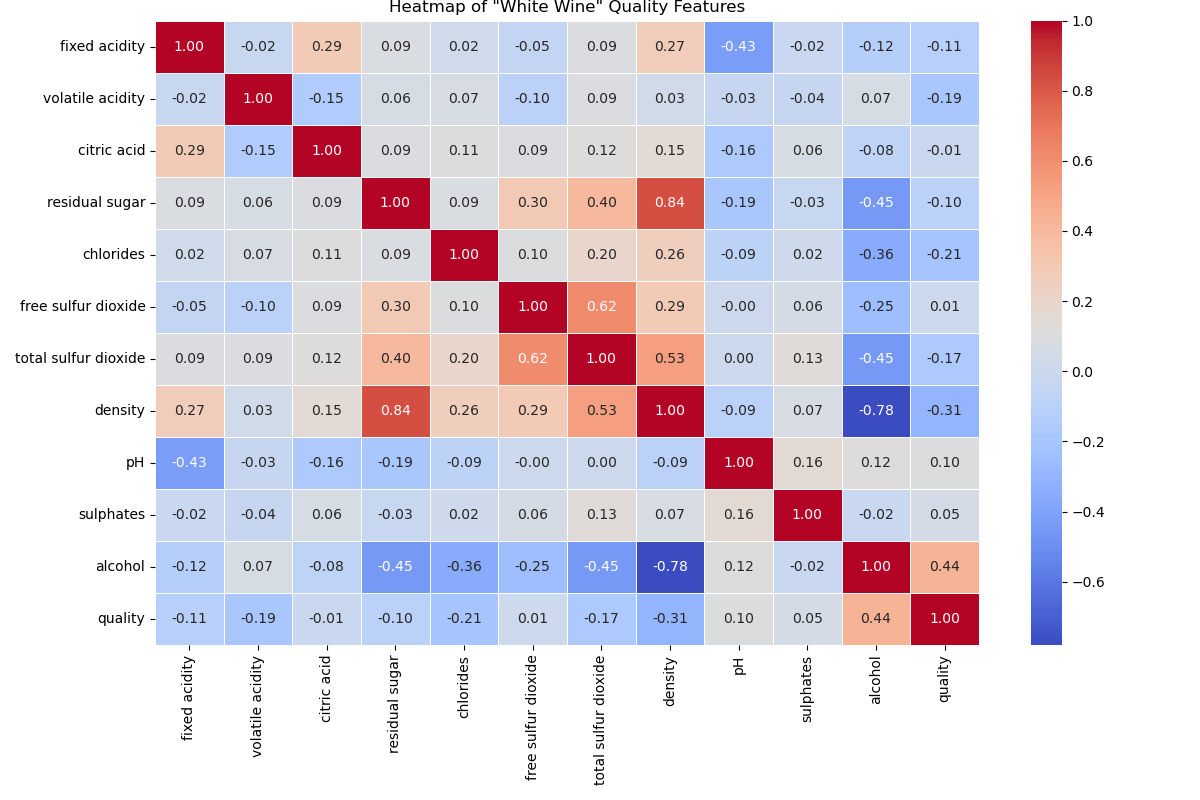 Heatmap of "White Wine" Quality Features
fixed acidity 1.00 -0.02 0.29 0.09 0.02 -0.05 0.09 0.27 -0.43 -0.02 -0.12 -0.11
volatile acidity -0.02 1.00 -0.15 0.06 0.07 -0.10 0.09 0.03 -0.03 -0.04 0.07 -0.19
citric acid 0.29 -0.15 1.00 0.09 0.11 0.09 0.12 0.15 -0.16 0.06 -0.08 -0.01
residual sugar 0.09 0.06 0.09 1.00 0.09 0.30 0.40 0.84 -0.19 -0.03 -0.45 -0.10
chlorides 0.02 0.07 0.11 0.09 1.00 0.10 0.20 0.26 -0.09 0.02 -0.36 -0.21
free sulfur dioxide -0.05 -0.10 0.09 0.30 0.10 1.00 0.62 0.29 -0.00 0.06 -0.25 0.01
total sulfur dioxide 0.09 0.09 0.12 0.40 0.20 0.62 1.00 0.53 0.00 0.13 -0.45 -0.17
density 0.27 0.03 0.15 0.84 0.26 0.29 0.53 1.00 -0.09 0.07 -0.78 -0.31
pH -0.43 -0.03 -0.16 -0.19 -0.09 -0.00 0.00 -0.09 1.00 0.16 0.12 0.10
sulphates -0.02 -0.04 0.06 -0.03 0.02 0.06 0.13 0.07 0.16 1.00 -0.02 0.05
alcohol -0.12 0.07 -0.08 -0.45 -0.36 -0.25 -0.45 -0.78 0.12 -0.02 1.00 0.44
quality -0.11 -0.19 -0.01 -0.10 -0.21 0.01 -0.17 -0.31 0.10 0.05 0.44 1.00
fixed acidity
volatile acidity
citric acid
residual sugar
chlorides
free sulfur dioxide
total sulfur dioxide
density
pH
sulphates
alcohol
quality
1.0
0.8
0.6
0.4
0.2
0.0
−0.2
−0.4
−0.6